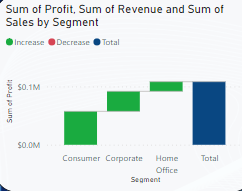 Sum of Profit, Sum of Revenue and Sum of
Sales by Segment
Increase Decrease Total
Sum of Profit
$0.1M
$0.0M
Consumer Corporate Home Office Total
Segment